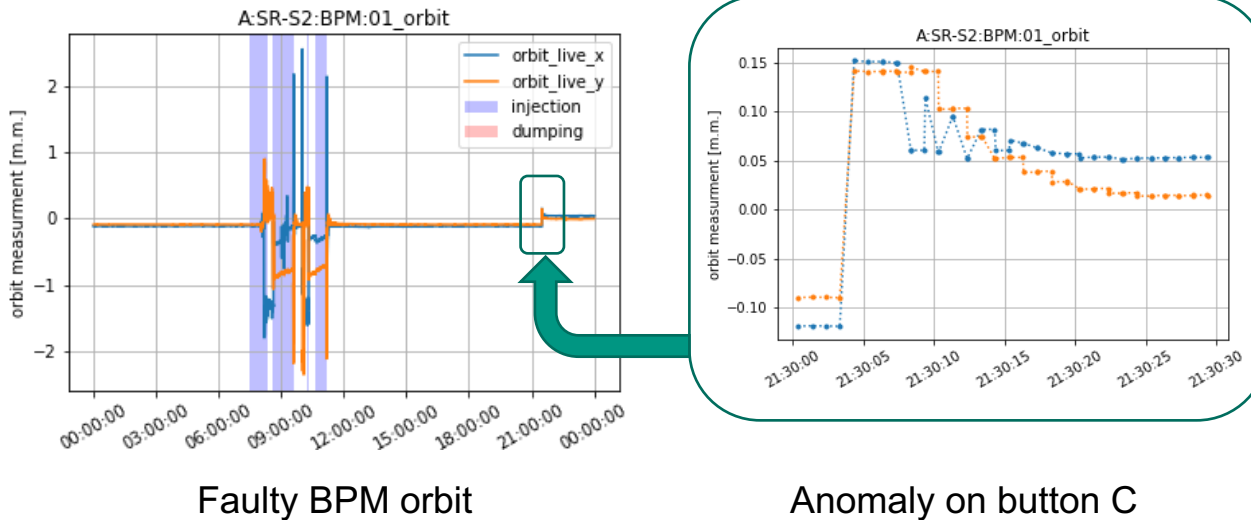 A:SR-S2:BPM:01_orbit
orbit measurment [m.m.]
2
1
0
−1
−2
orbit_live_x
orbit_live_y
injection
dumping
00:00:00
03:00:00
06:00:00
09:00:00
12:00:00
15:00:00
18:00:00
21:00:00
00:00:00
Faulty BPM orbit
A:SR-S2:BPM:01_orbit
orbit measurment [m.m.]
0.15
0.10
0.05
0.00
−0.05
−0.10
21:30:00
21:30:05
21:30:10
21:30:15
21:30:20
21:30:25
21:30:30
Anomaly on button C